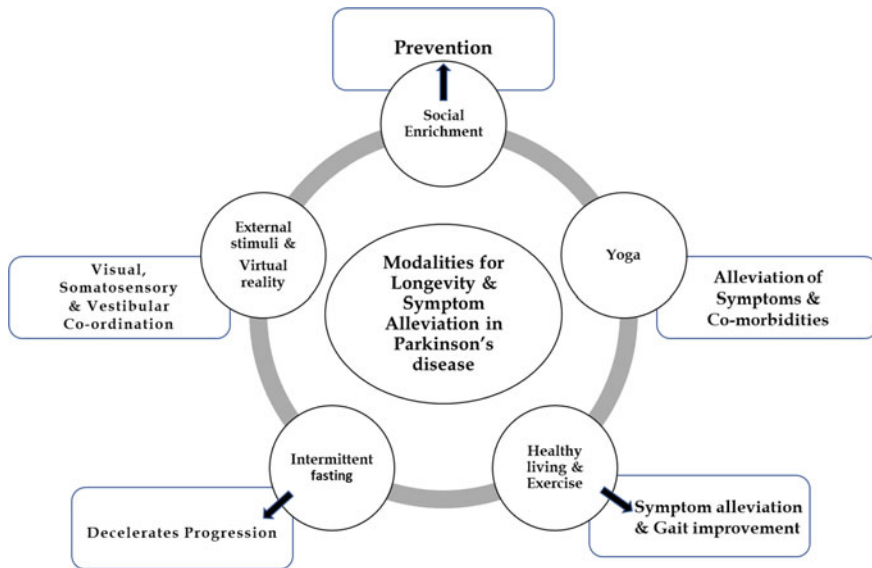 Prevention
Social
Enrichment
External
stimuli &
Virtual
reality
Visual,
Somatosensory
& Vestibular
Co-ordination
Modalities for
Longevity &
Symptom
Alleviation in
Parkinson's
disease
Yoga
Alleviation of
Symptoms &
Co-morbidities
Intermittent
fasting
Decelerates Progression
Healthy
living &
Exercise
Symptom alleviation
& Gait improvement